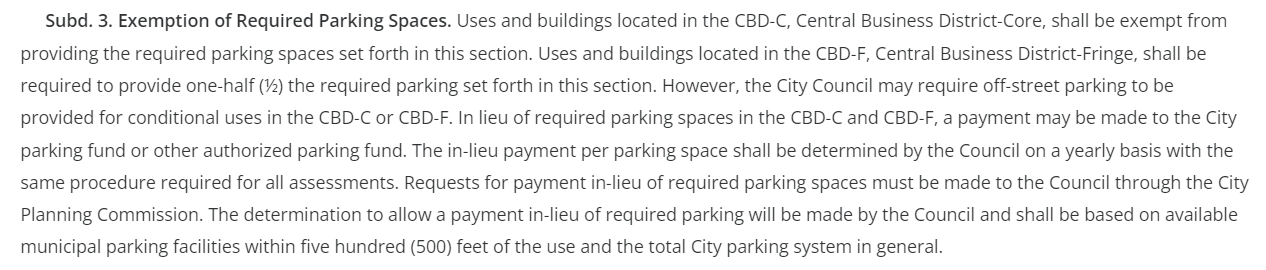 Subd. 3. Exemption of Required Parking Spaces. Uses and buildings located in the CBD-C, Central Business District-Core, shall be exempt from
providing the required parking spaces set forth in this section. Uses and buildings located in the CBD-F, Central Business District-Fringe, shall be
required to provide one-half (½) the required parking set forth in this section. However, the City Council may require off-street parking to be
provided for conditional uses in the CBD-C or CBD-F. In lieu of required parking spaces in the CBD-C and CBD-F, a payment may be made to the City
parking fund or other authorized parking fund. The in-lieu payment per parking space shall be determined by the Council on a yearly basis with the
same procedure required for all assessments. Requests for payment in-lieu of required parking spaces must be made to the Council through the City
Planning Commission. The determination to allow a payment in-lieu of required parking will be made by the Council and shall be based on available
municipal parking facilities within five hundred (500) feet of the use and the total City parking system in general.